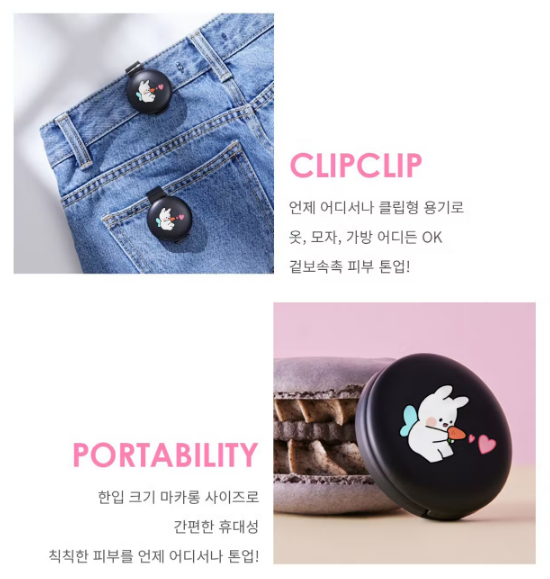 CLIPCLIP
언제 어디서나 클립형 용기로
옷, 모자, 가방 어디든 OK
겉보속촉 피부 톤업!
PORTABILITY
한입 크기 마카롱 사이즈로
간편한 휴대성
칙칙한 피부를 언제 어디서나 톤업!